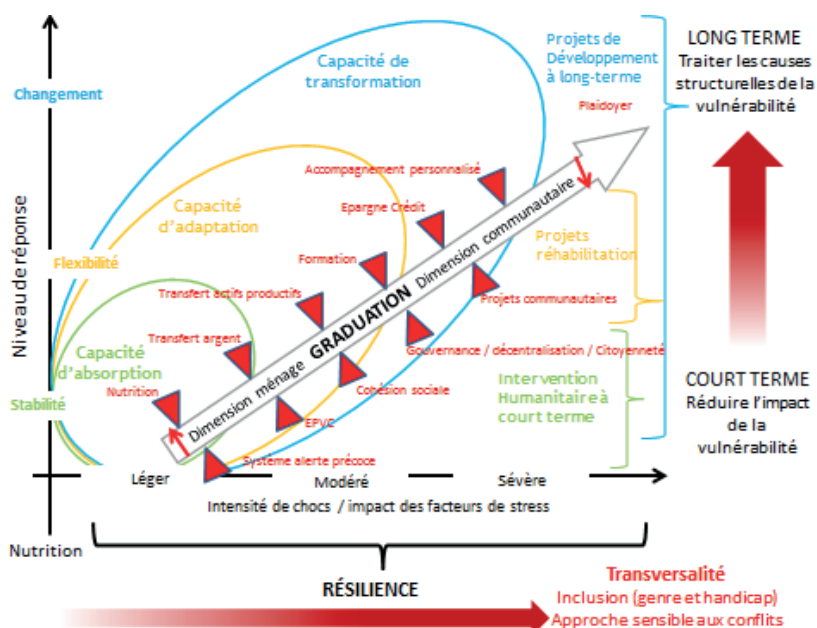 LONG TERME
Traiter les causes
structurelles de la
vulnérabilité
Projets de
Développement
à long-terme
Plaidoyer
Capacité de
transformation
Changement
Niveau de réponse
Accompagnement personnalisé
Epargne Crédit
Capacité
d'adaptation
Formation
Flexibilité
Transfert actifs productifs
Transfert argent
Capacité
d'absorption
Nutrition
Stabilité
Dimension ménage GRADUATION Dimension communautaire
Projets
réhabilitation
Projets communautaires
Gouvernance / décentralisation / Citoyenneté
Cohésion sociale
EPVC
Système alerte précoce
Intervention
Humanitaire à
court terme
COURT TERME
Réduire l'impact
de la
vulnérabilité
Léger
Modéré
Sévère
Intensité de chocs / impact des facteurs de stress
Nutrition
RÉSILIENCE
Transversalité
Inclusion (genre et handicap)
Approche sensible aux conflits